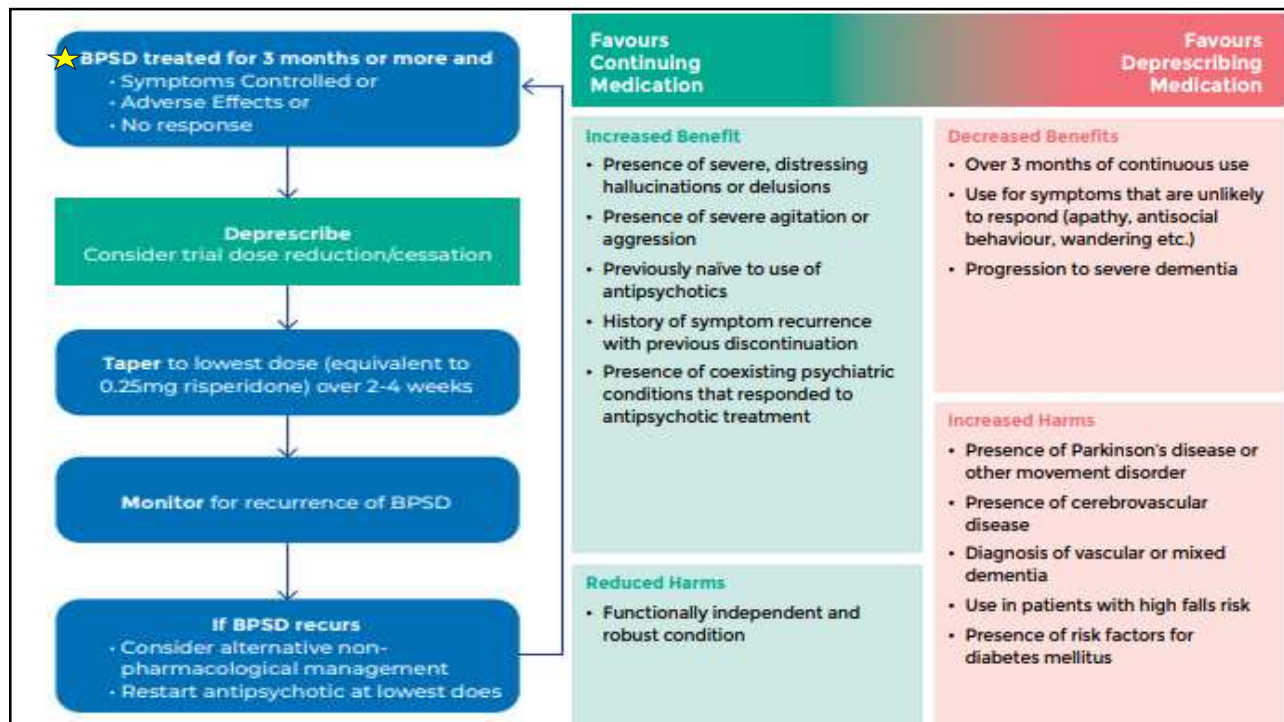 BPSD treated for 3 months or more and
• Symptoms Controlled or
• Adverse Effects or
• No response
Deprescribe
Consider trial dose reduction/cessation
Taper to lowest dose (equivalent to
0.25mg risperidone) over 2-4 weeks
Monitor for recurrence of BPSD
If BPSD recurs
• Consider alternative non-
pharmacological management
• Restart antipsychotic at lowest does
Favours
Continuing
Medication
Favours
Deprescribing
Medication
Increased Benefit
• Presence of severe, distressing
hallucinations or delusions
• Presence of severe agitation or
aggression
• Previously naïve to use of
antipsychotics
• History of symptom recurrence
with previous discontinuation
• Presence of coexisting psychiatric
conditions that responded to
antipsychotic treatment
Reduced Harms
• Functionally independent and
robust condition
Decreased Benefits
• Over 3 months of continuous use
• Use for symptoms that are unlikely
to respond (apathy, antisocial
behaviour, wandering etc.)
• Progression to severe dementia
Increased Harms
• Presence of Parkinson's disease or
other movement disorder
• Presence of cerebrovascular
disease
• Diagnosis of vascular or mixed
dementia
• Use in patients with high falls risk
• Presence of risk factors for
diabetes mellitus